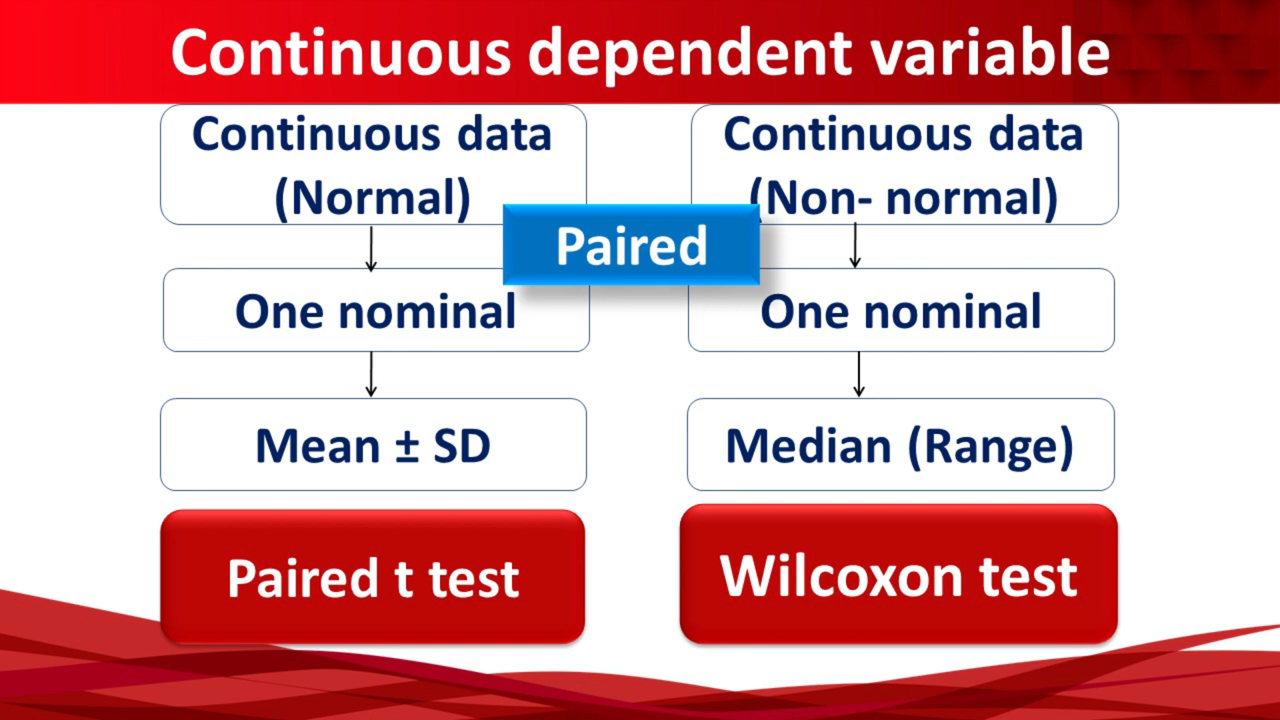 Continuous dependent variable
Continuous data
(Normal)
Continuous data
(Non- normal)
Paired
One nominal
One nominal
Mean ± SD
Median (Range)
Paired t test
Wilcoxon test